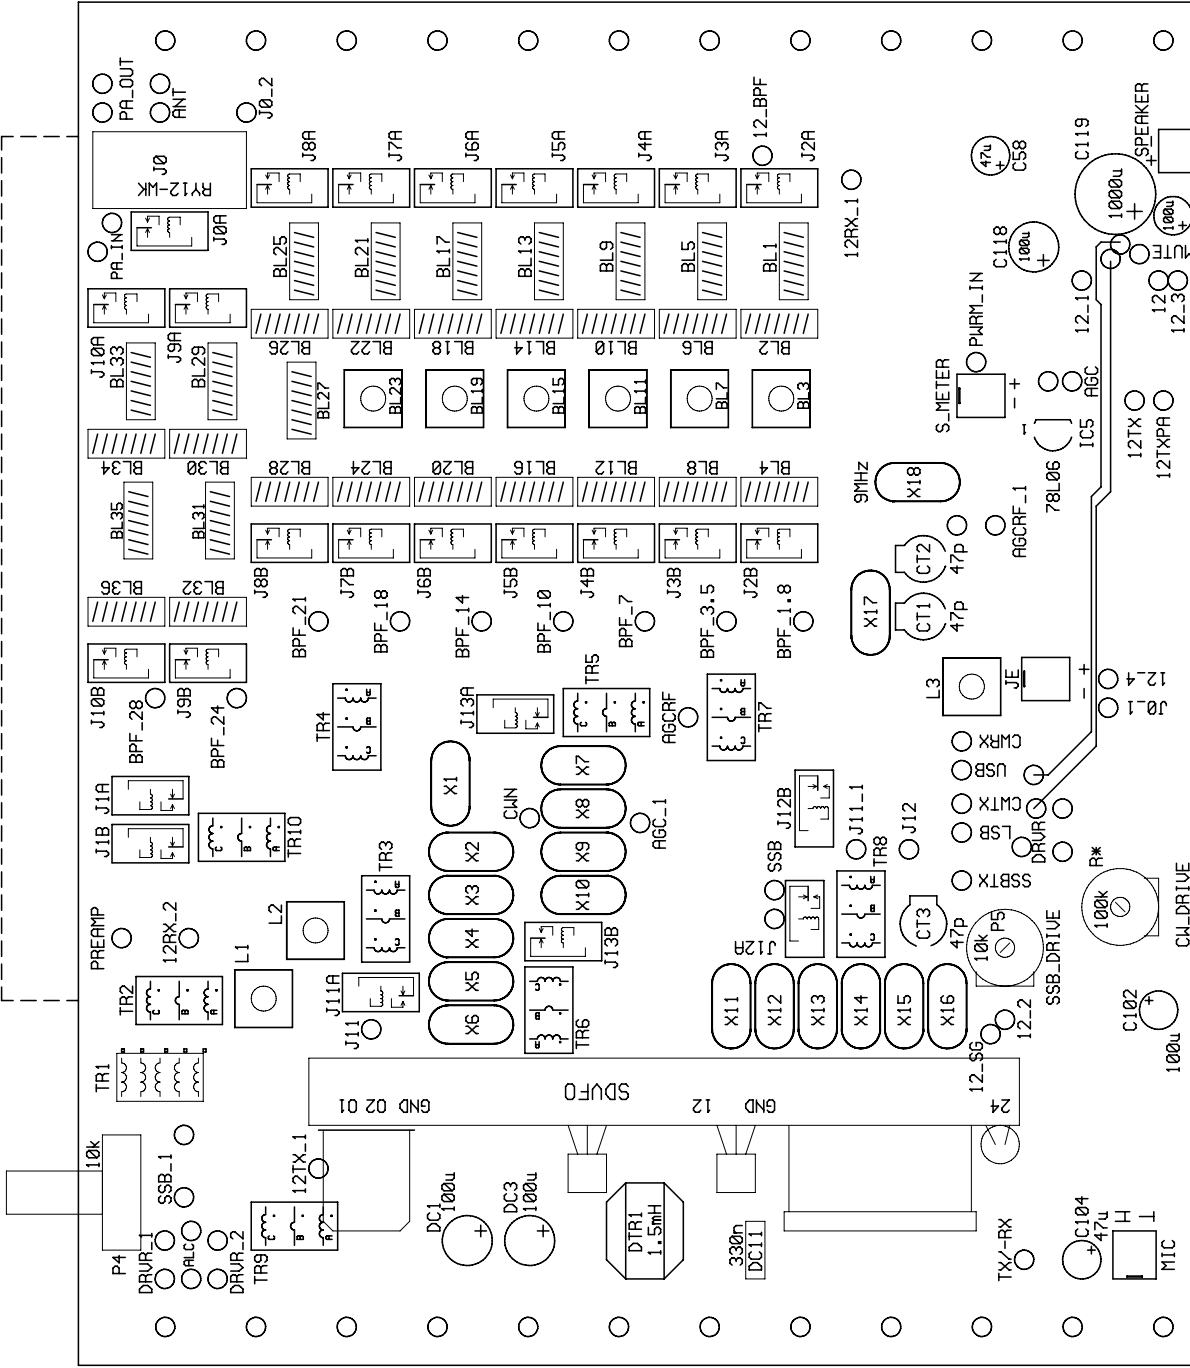 PA_OUT
ANT
J0_2
J0
RY12-WK
J0A
PA_IN
J8A
J7A
J6A
J5A
J4A
J3A
12_BPF
J2A
12RX_1
47u
+
C58
C119
1000u
+
SPEAKER
+
100u
+
C118
100u
+
12_1
12
12_3
BL25
BL21
BL17
BL13
BL9
BL5
BL1
J10A
J9A
BL33
BL29
BL26
BL22
BL18
BL14
BL10
BL6
BL2
BL27
BL23
BL19
BL15
BL11
BL7
BL3
PWRM_IN
S_METER
- +
AGC
1
IC5
78L06
12TX
12TXPA
BL34
BL30
BL28
BL24
BL20
BL16
BL12
BL8
BL4
9MHz
X18
AGCRF_1
BL35
BL31
J8B
J7B
J6B
J5B
J4B
J3B
J2B
CT2
47p
CT1
47p
X17
BL36
BL32
BPF_21
BPF_18
BPF_14
BPF_10
BPF_7
BPF_3.5
BPF_1.8
J10B
J9B
BPF_28
BPF_24
TR4
A
B
C
J13A
TR5
C
B
A
AGCRF
TR7
A
B
C
L3
JE
- +
12_4
J0_1
J1A
J1B
TR10
C
B
A
X1
CWN
X7
X8
AGC_1
X2
X9
X3
X10
X4
X5
X6
TR3
A
B
C
J12B
J11_1
J12
SSB
TR8
A
B
C
J12A
CWRX
USB
CWTX
LSB
DRVR
SSBTX
R*
100k
CW_DRIVE
CT3
47p
10k
P5
SSB_DRIVE
PREAMP
12RX_2
L2
L1
TR2
C
B
A
J11A
J11
J13B
TR6
C
B
A
X11
X12
X13
X14
X15
X16
12_SG
12_2
C102
+
100u
TR1
SDVFO
01 02 GND
12
GND
24
10k
P4
SSB_1
12TX_1
DRVR_1
ALC
DRVR_2
TR9
C
B
A
DC1
100u
+
DC3
100u
+
DTR1
1.5mH
330n
DC11
TX/-RX
C104
47u
+
H T
MIC